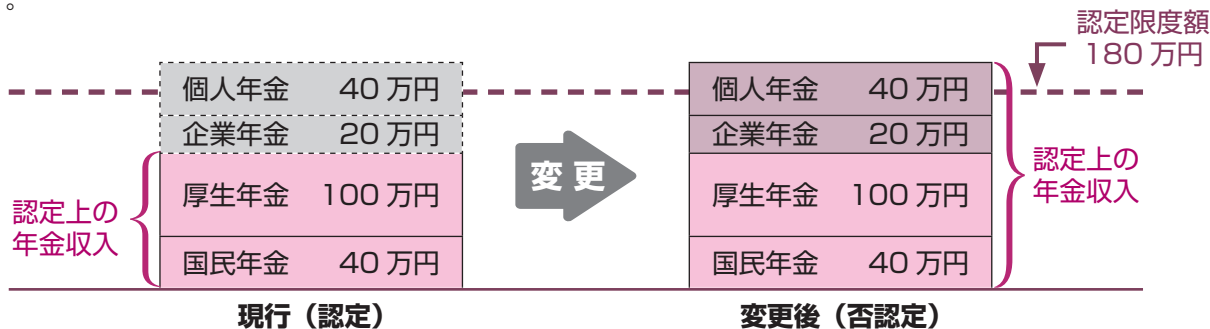 。
認定限度額
180 万円
個人年金 40 万円
企業年金 20 万円
厚生年金 100 万円
国民年金 40 万円
認定上の
年金収入
現行（認定）
変 更
個人年金 40 万円
企業年金 20 万円
厚生年金 100 万円
国民年金 40 万円
認定上の
年金収入
変更後（否認定）